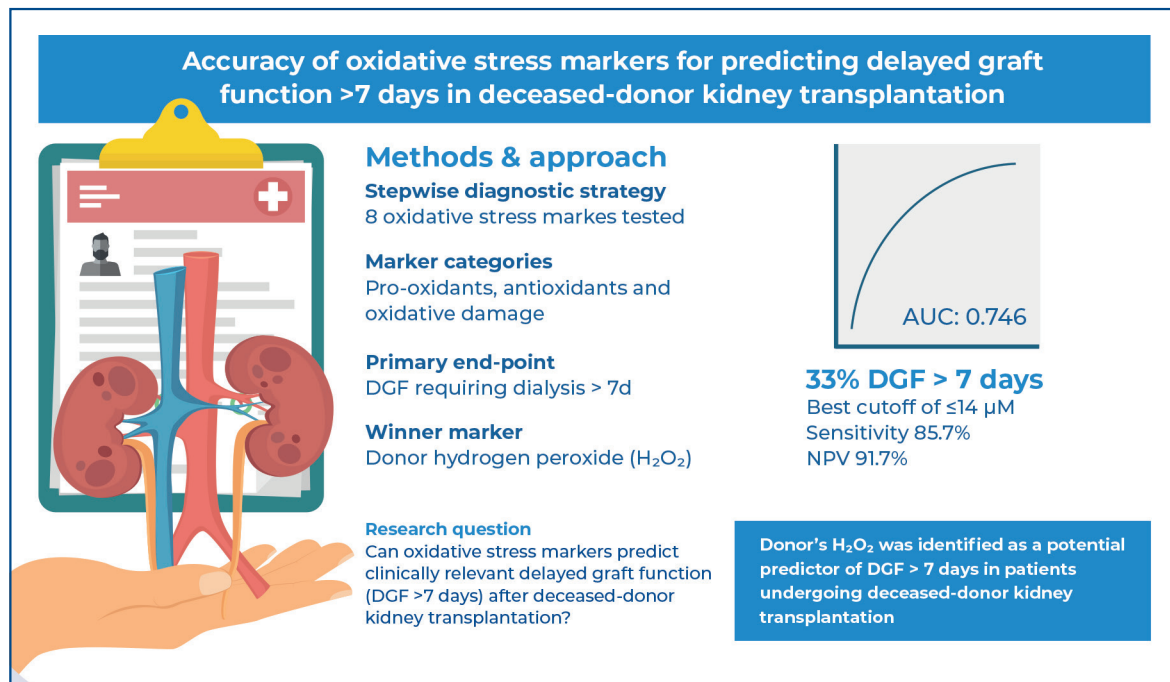 Accuracy of oxidative stress markers for predicting delayed graft
function >7 days in deceased-donor kidney transplantation
Methods & approach
Stepwise diagnostic strategy
8 oxidative stress markes tested
Marker categories
Pro-oxidants, antioxidants and
oxidative damage
Primary end-point
DGF requiring dialysis > 7d
Winner marker
Donor hydrogen peroxide (H₂O₂)
Research question
Can oxidative stress markers predict
clinically relevant delayed graft function
(DGF >7 days) after deceased-donor
kidney transplantation?
AUC: 0.746
33% DGF > 7 days
Best cutoff of ≤14 µM
Sensitivity 85.7%
NPV 91.7%
Donor's H₂O₂ was identified as a potential
predictor of DGF > 7 days in patients
undergoing deceased-donor kidney
transplantation